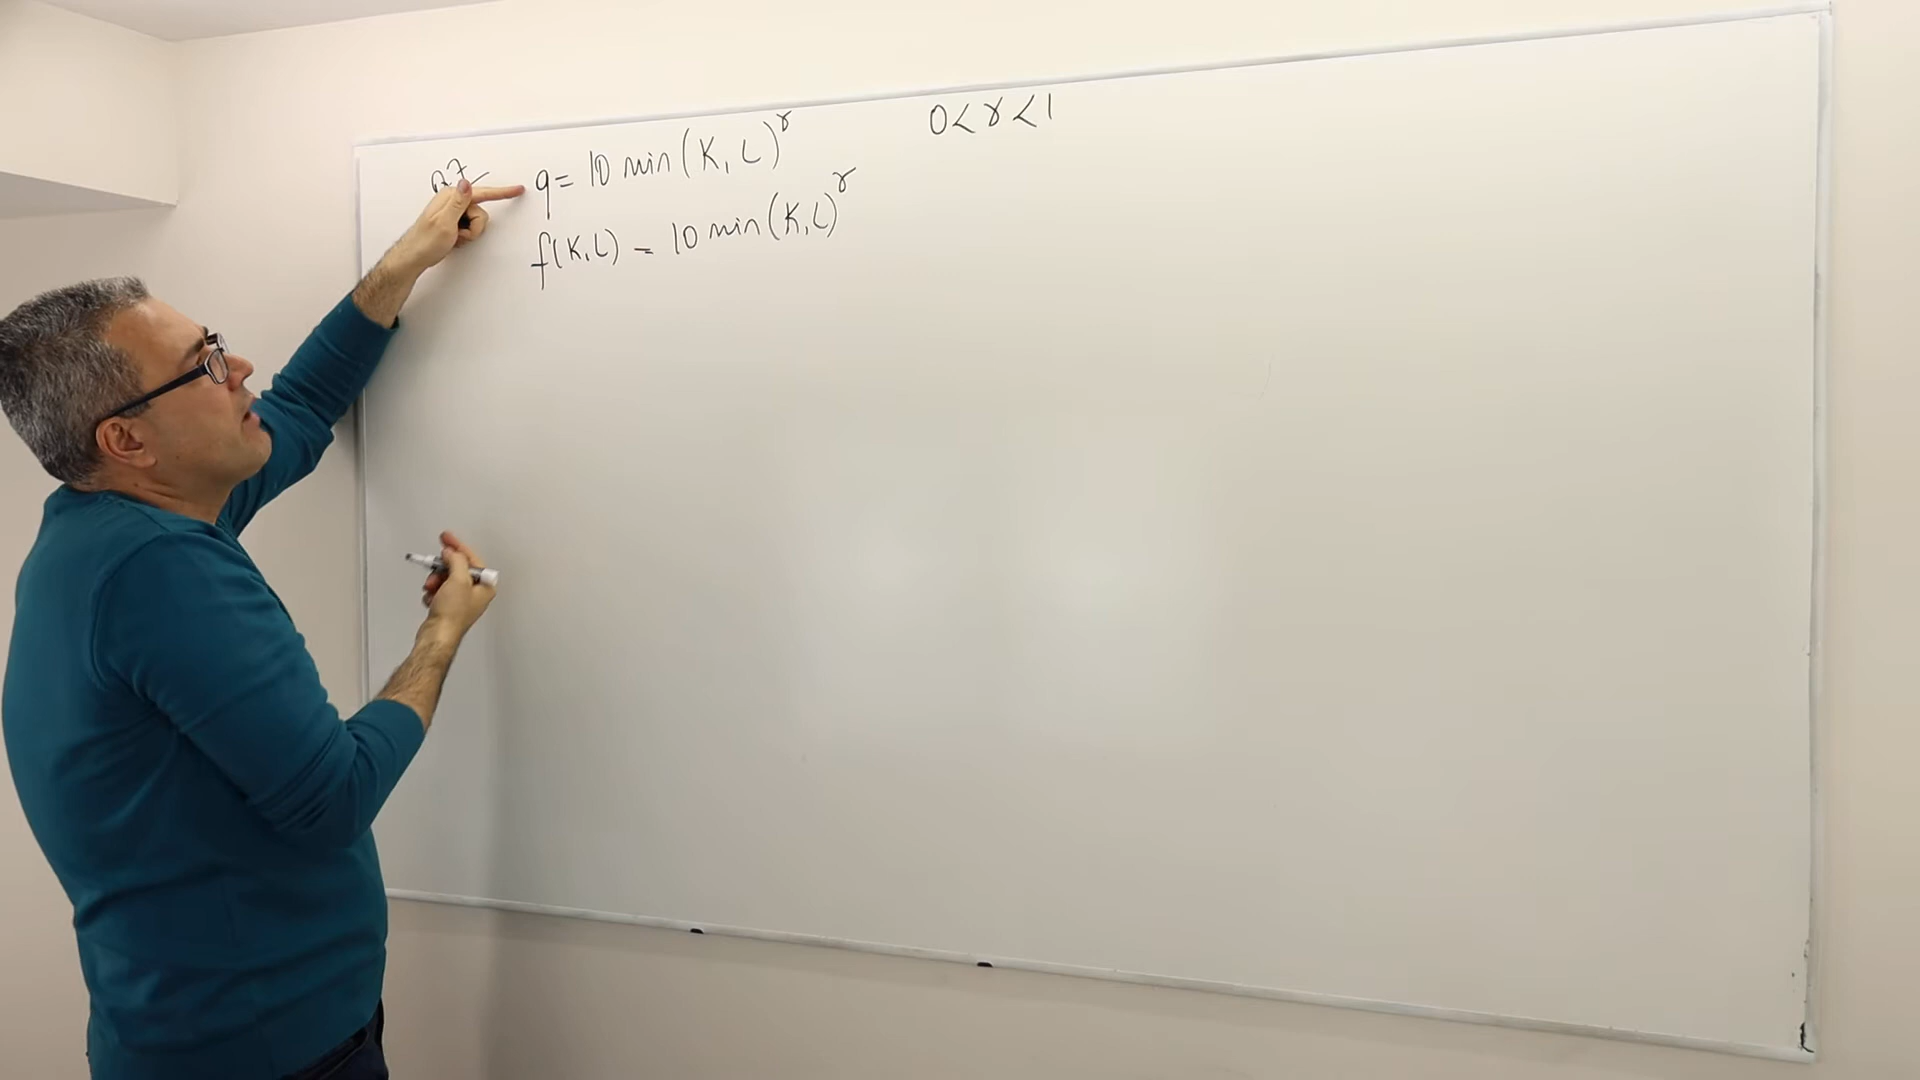 q = 10 min (K, L)^γ 0 < γ < 1
f(K, L) = 10 min (K, L)^γ